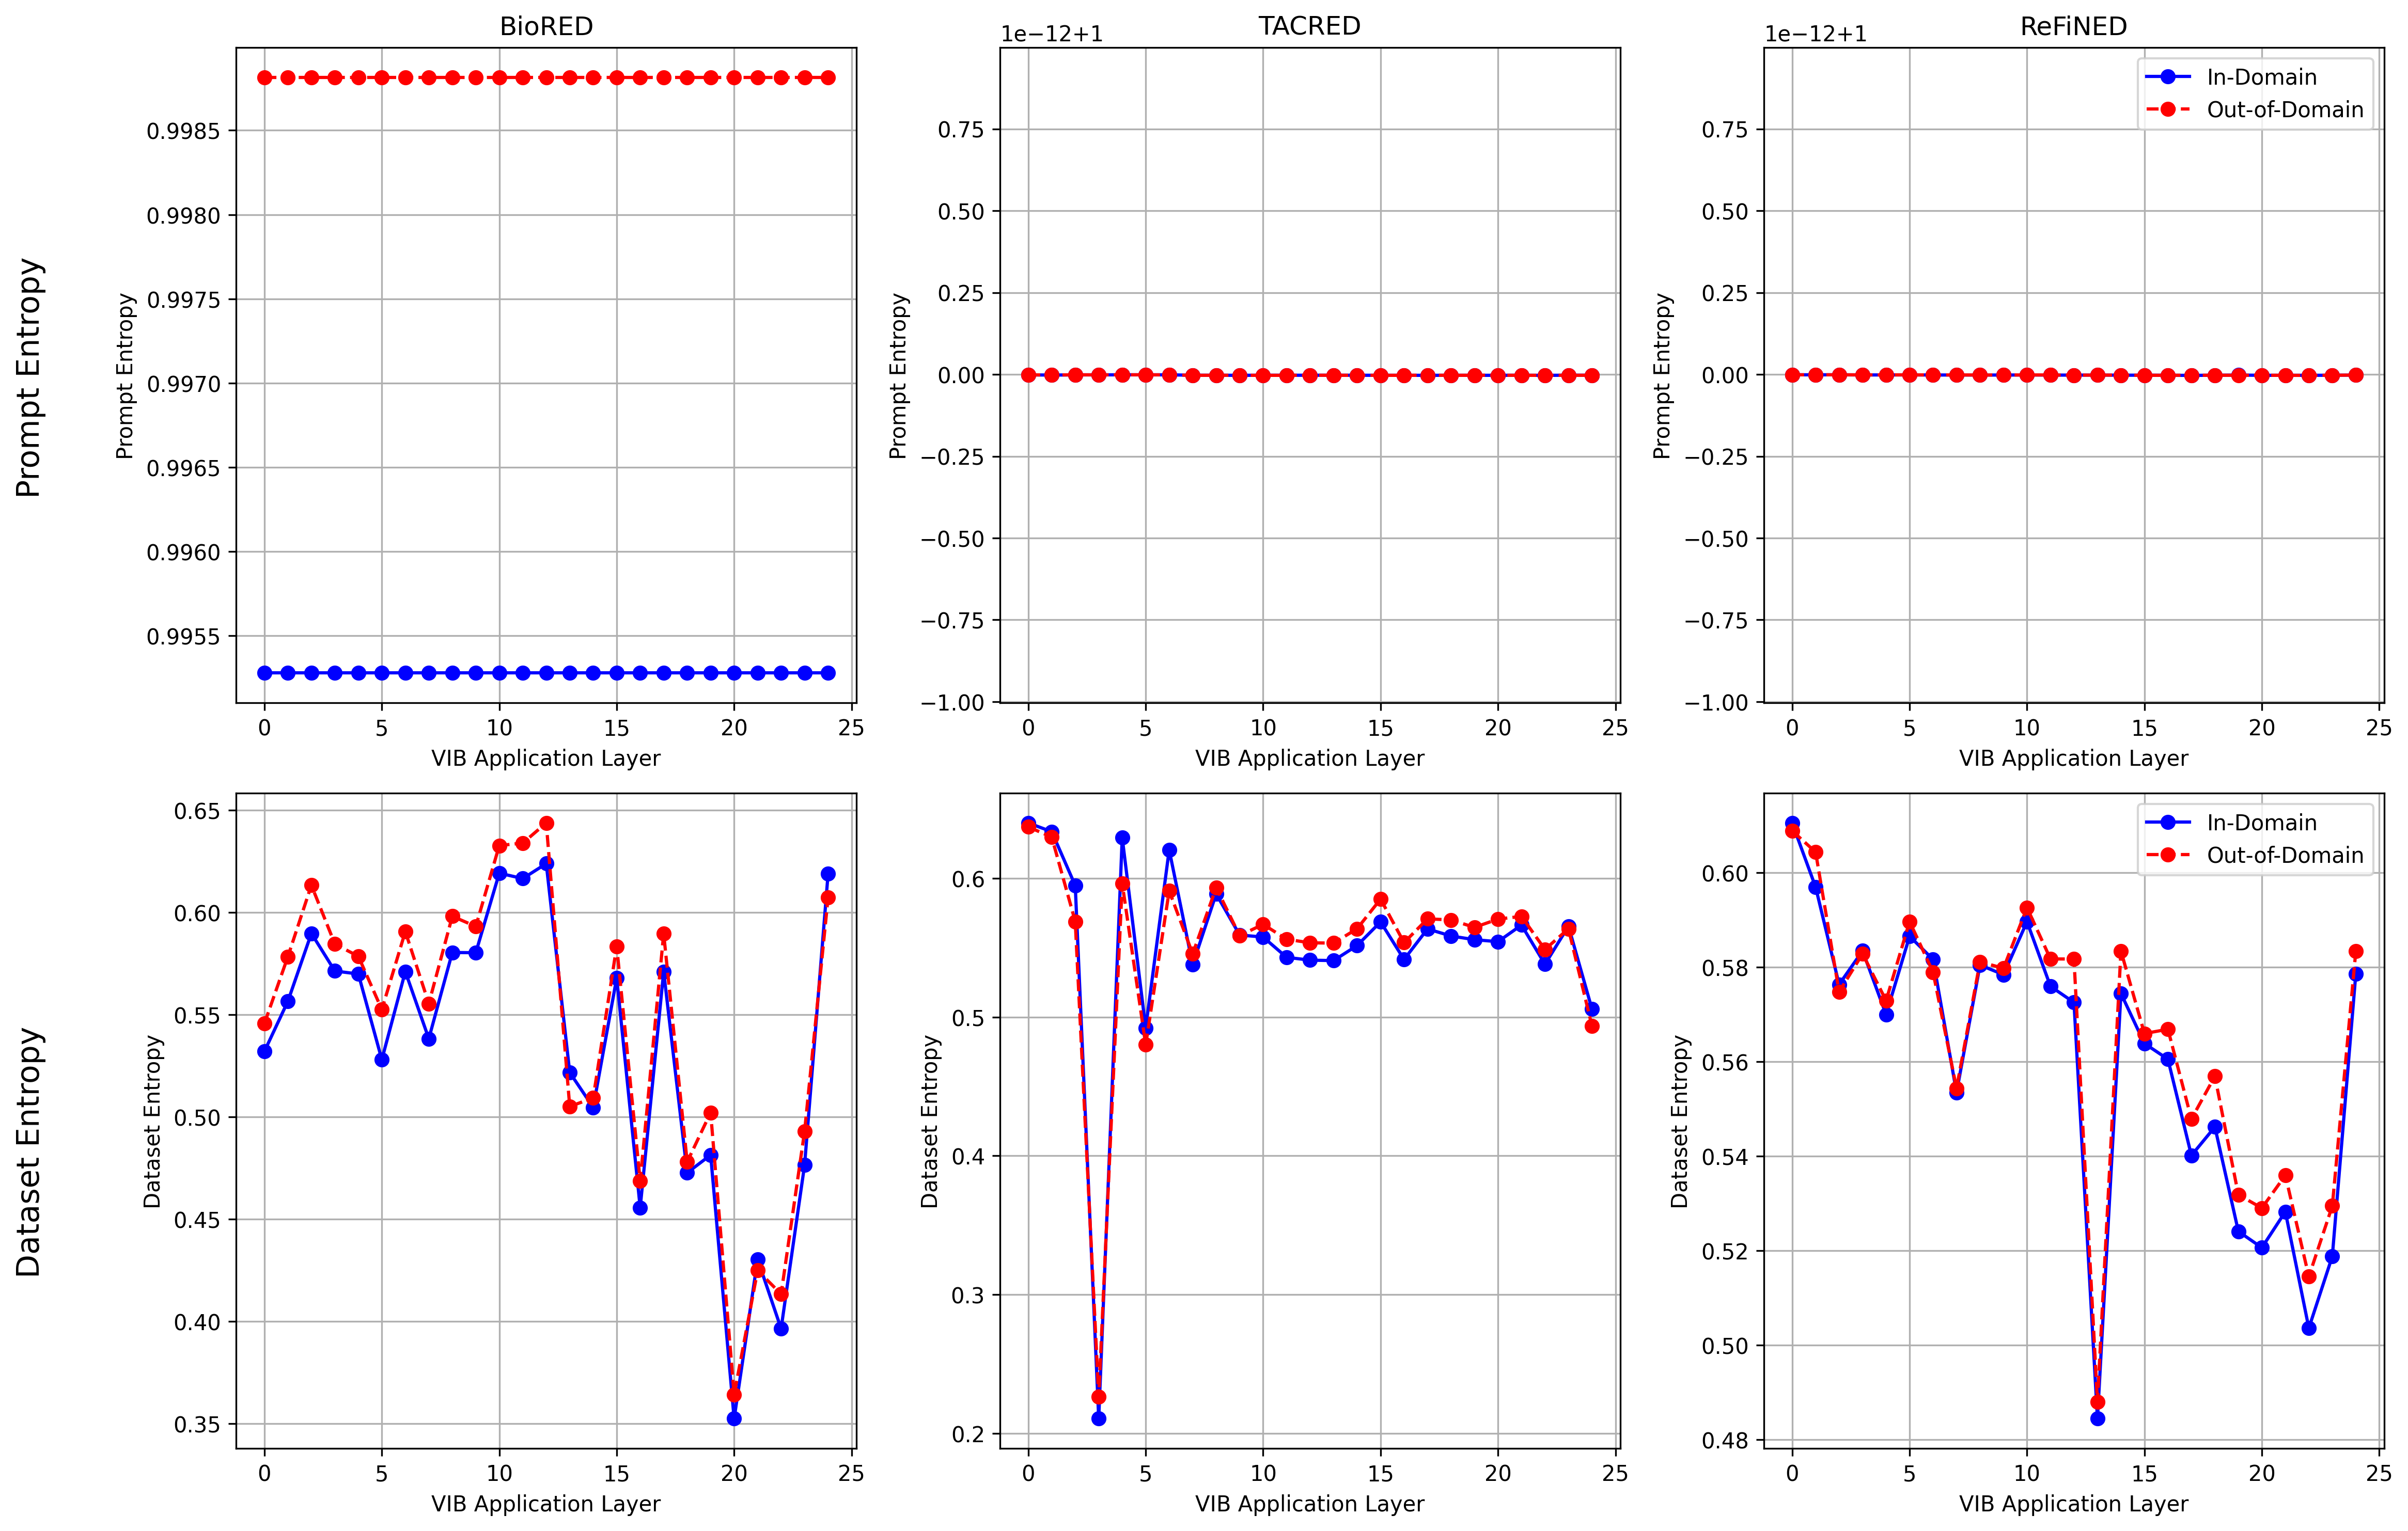 BioRED
TACRED
ReFiNED
Prompt Entropy
Prompt Entropy
0.9985
0.9980
0.9975
0.9970
0.9965
0.9960
0.9955
0 5 10 15 20 25
VIB Application Layer
1e−12+1
Prompt Entropy
0.75
0.50
0.25
0.00
−0.25
−0.50
−0.75
−1.00
0 5 10 15 20 25
VIB Application Layer
1e−12+1
Prompt Entropy
0.75
0.50
0.25
0.00
−0.25
−0.50
−0.75
−1.00
In-Domain
Out-of-Domain
0 5 10 15 20 25
VIB Application Layer
Dataset Entropy
Dataset Entropy
0.65
0.60
0.55
0.50
0.45
0.40
0.35
0 5 10 15 20 25
VIB Application Layer
Dataset Entropy
0.6
0.5
0.4
0.3
0.2
0 5 10 15 20 25
VIB Application Layer
Dataset Entropy
0.60
0.58
0.56
0.54
0.52
0.50
0.48
In-Domain
Out-of-Domain
0 5 10 15 20 25
VIB Application Layer